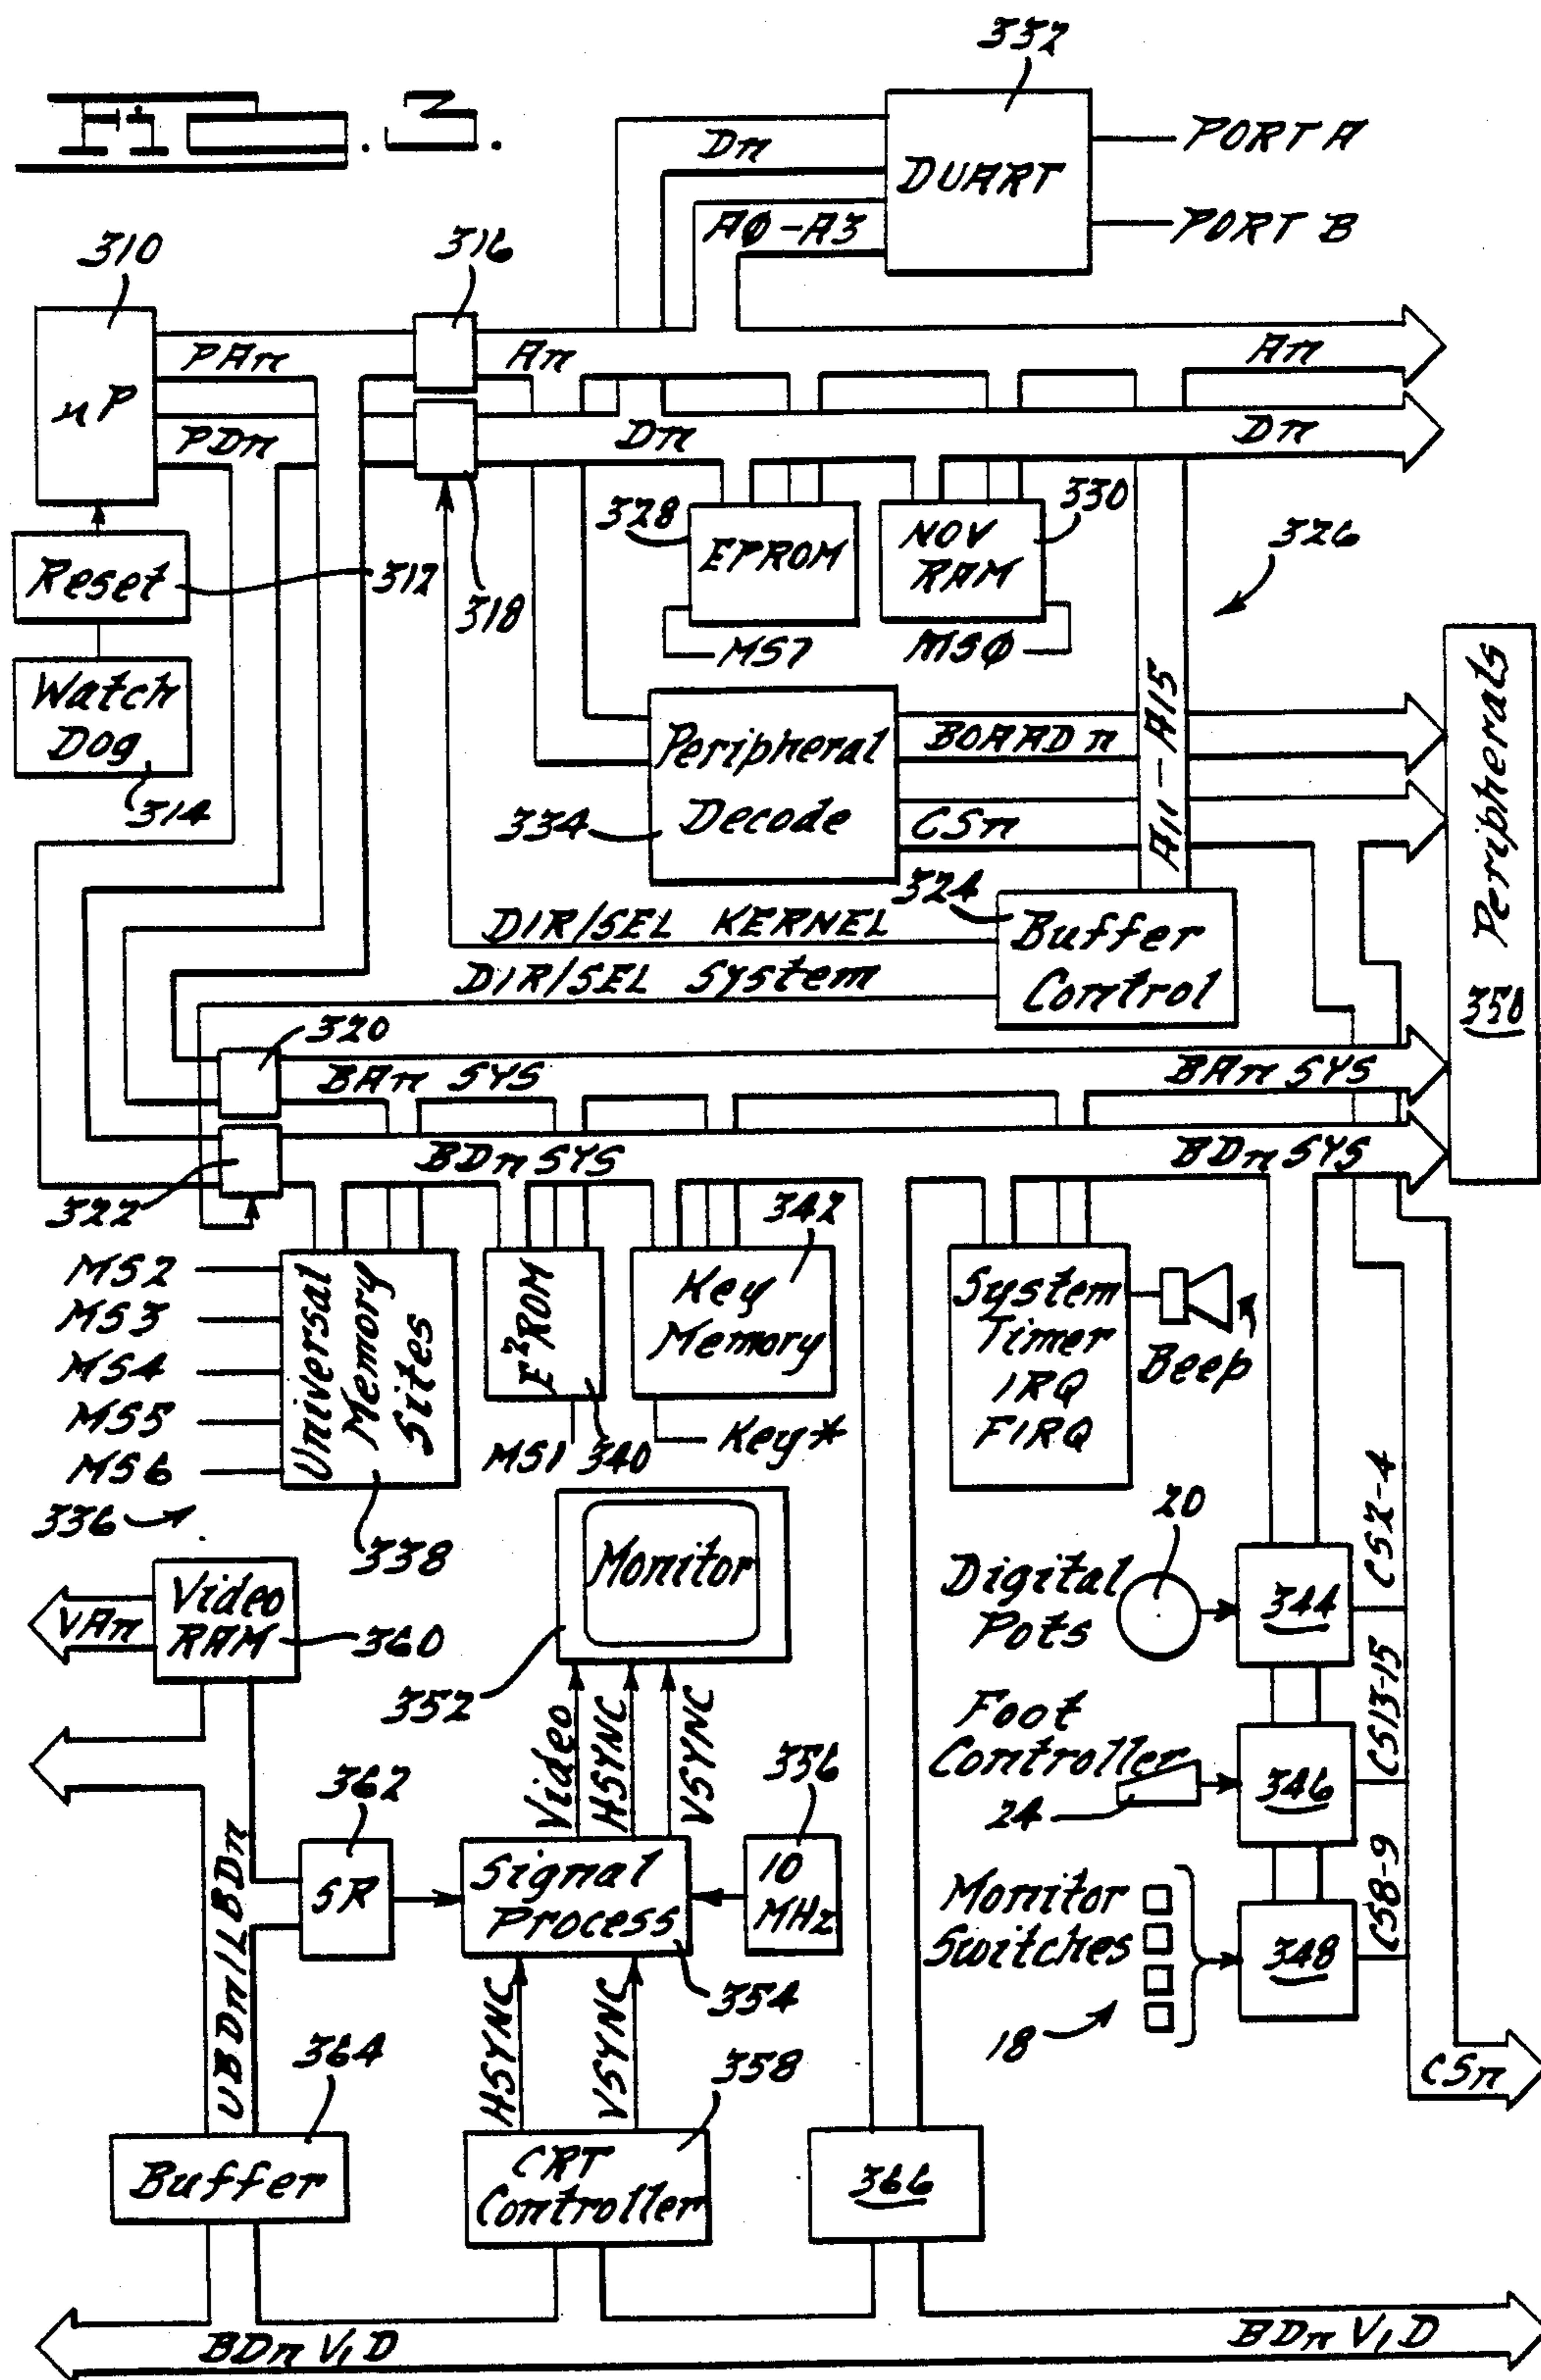 Fig. 3.
332
Dn
DUART
PORT A
A0-A3
PORT B
310
316
µP
PAn
An
An
PDn
Dn
Dn
328
EPROM
NOV
RAM
330
326
Reset
312
318
MS7
MS0
Watch
Dog
314
Peripheral
Decode
334
BOARD n
CSn
A11-A15
Peripherals
350
324
DIR/SEL KERNEL
DIR/SEL System
Buffer
Control
320
BAn SYS
BAn SYS
BDn SYS
BDn SYS
322
342
MS2
MS3
MS4
MS5
MS6
Universal
Memory
Sites
E²ROM
Key
Memory
System
Timer
IRQ
FIRQ
Beep
MS1
340
Key*
336
338
Monitor
20
Digital
Pots
344
CS2-4
VAn
Video
RAM
360
352
Video
HSYNC
VSYNC
Foot
Controller
24
346
CS13-15
362
356
SR
Signal
Process
10
MHz
Monitor
Switches
348
CS8-9
354
18
UBDn/LBDn
364
HSYNC
VSYNC
358
CSn
Buffer
CRT
Controller
366
BDn VID
BDn VID